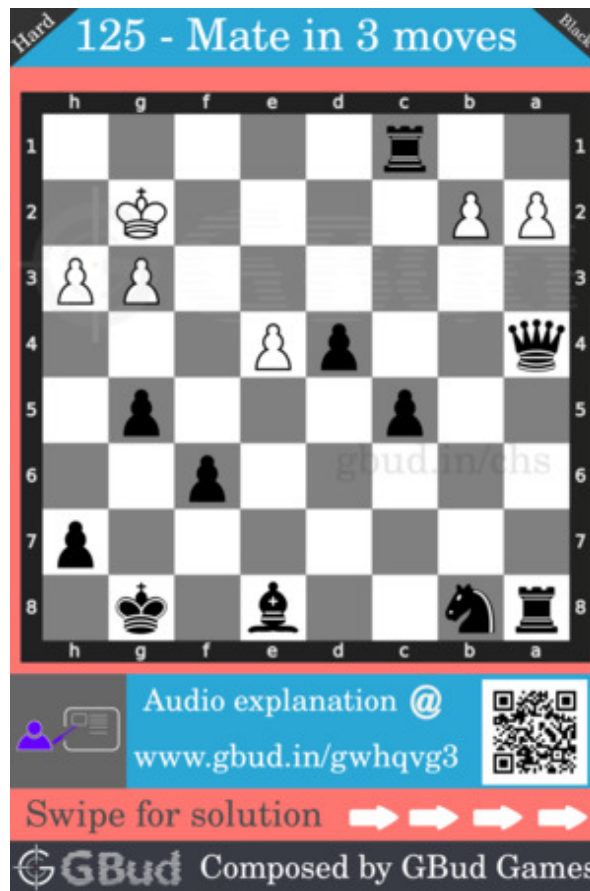 Hard
125 - Mate in 3 moves
Black
h g f e d c b a
1 1
2 2
3 3
4 4
5 5
gbud.in/chs
6 6
7 7
8 8
h g f e d c b a
Audio explanation @
www.gbud.in/gwhqvg3
Swipe for solution
GBud Composed by GBud Games